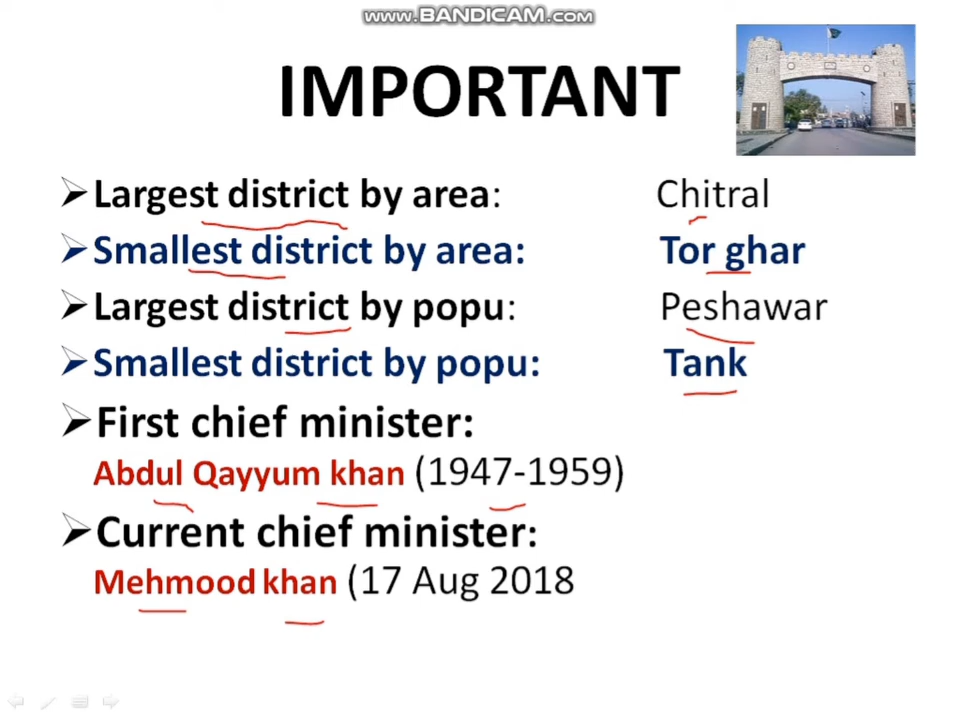 www.BANDICAM.com
IMPORTANT
➢Largest district by area: Chitral
➢Smallest district by area: Tor ghar
➢Largest district by popu: Peshawar
➢Smallest district by popu: Tank
➢First chief minister:
Abdul Qayyum khan (1947-1959)
➢Current chief minister:
Mehmood khan (17 Aug 2018